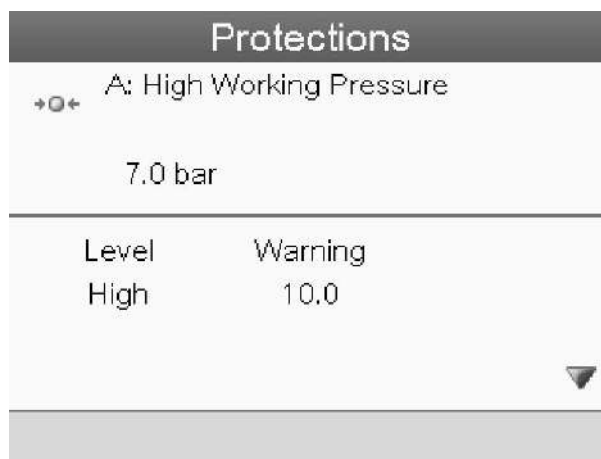 Protections
A: High Working Pressure
7.0 bar
Level Warning
High 10.0